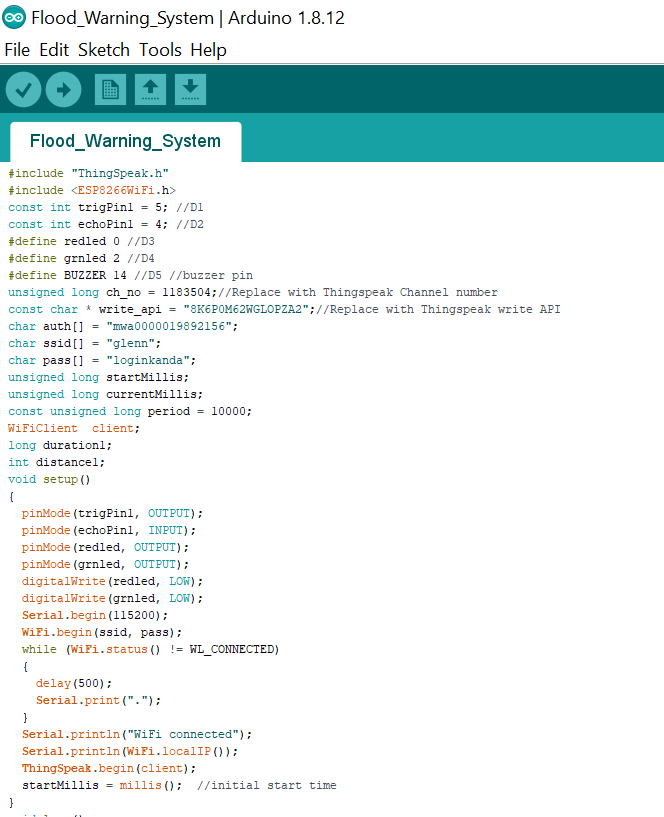 Flood_Warning_System | Arduino 1.8.12
File Edit Sketch Tools Help
Flood_Warning_System
#include "ThingSpeak.h"
#include <ESP8266WiFi.h>
const int trigPin1 = 5; //D1
const int echoPin1 = 4; //D2
#define redled 0 //D3
#define grnled 2 //D4
#define BUZZER 14 //D5 //buzzer pin
unsigned long ch_no = 1183504;//Replace with Thingspeak Channel number
const char * write_api = "8K6P0M62WGLOPZA2";//Replace with Thingspeak write API
char auth[] = "mwa0000019892156";
char ssid[] = "glenn";
char pass[] = "loginkanda";
unsigned long startMillis;
unsigned long currentMillis;
const unsigned long period = 10000;
WiFiClient  client;
long duration1;
int distance1;
void setup()
{
  pinMode(trigPin1, OUTPUT);
  pinMode(echoPin1, INPUT);
  pinMode(redled, OUTPUT);
  pinMode(grnled, OUTPUT);
  digitalWrite(redled, LOW);
  digitalWrite(grnled, LOW);
  Serial.begin(115200);
  WiFi.begin(ssid, pass);
  while (WiFi.status() != WL_CONNECTED)
  {
    delay(500);
    Serial.print(".");
  }
  Serial.println("WiFi connected");
  Serial.println(WiFi.localIP());
  ThingSpeak.begin(client);
  startMillis = millis();  //initial start time
}